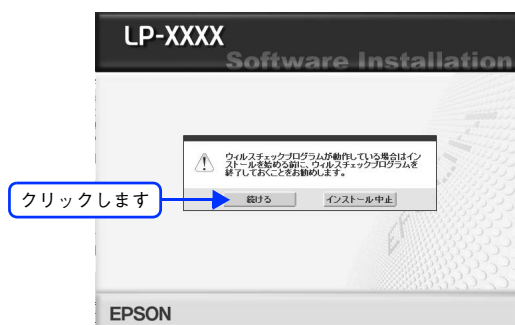 LP-XXXX
Software Installation
ウィルスチェックプログラムが動作している場合はイン
ストールを始める前に、ウィルスチェックプログラムを
終了しておくことをお勧めします。
クリックします
続ける
インストール中止
EPSON